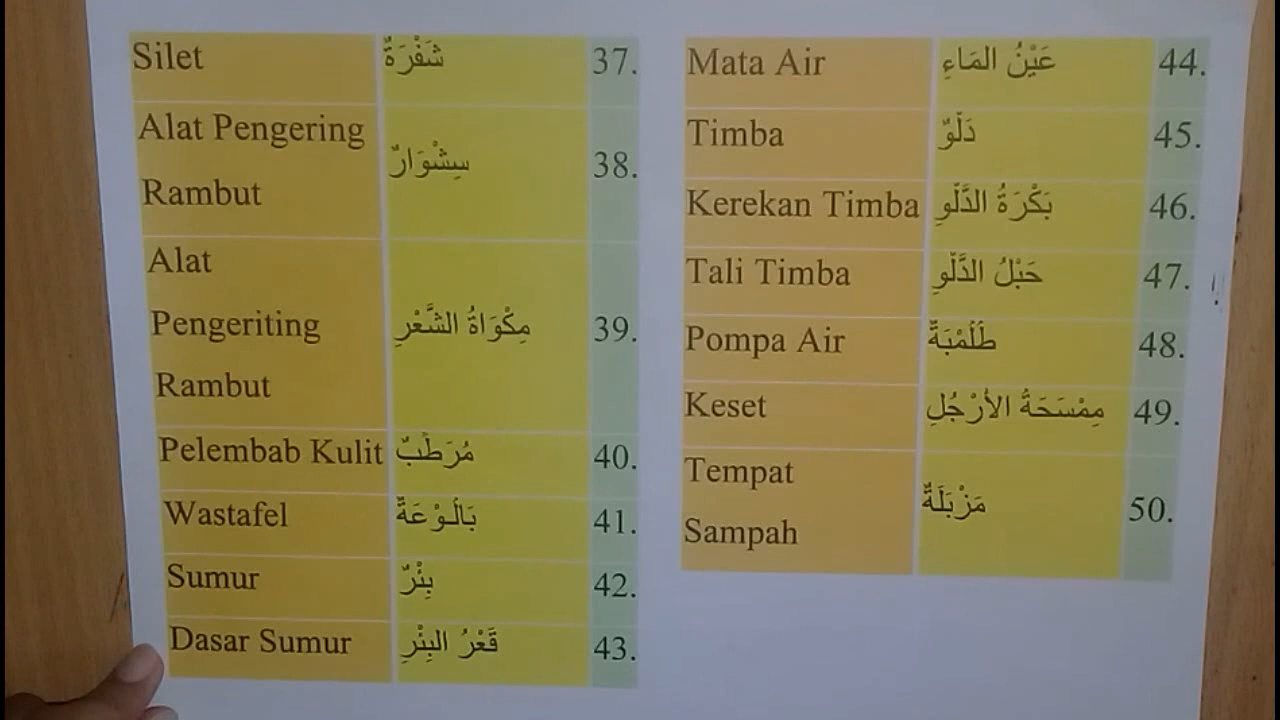 Silet شَفْرَةٌ 37.
Alat Pengering
Rambut سِشْوَارٌ 38.
Alat
Pengeriting مِكْوَاةُ الشَّعْرِ 39.
Rambut
Pelembab Kulit مُرَطِّبٌ 40.
Wastafel بَالُوْعَةٌ 41.
Sumur بِئْرٌ 42.
Dasar Sumur قَعْرُ البِئْرِ 43.
Mata Air عَيْنُ المَاءِ 44.
Timba دَلْوٌ 45.
Kerekan Timba بَكْرَةُ الدَّلْوِ 46.
Tali Timba حَبْلُ الدَّلْوِ 47.
Pompa Air طُلُمْبَةٌ 48.
Keset مِمْسَحَةُ الأَرْجُلِ 49.
Tempat
Sampah مَزْبَلَةٌ 50.